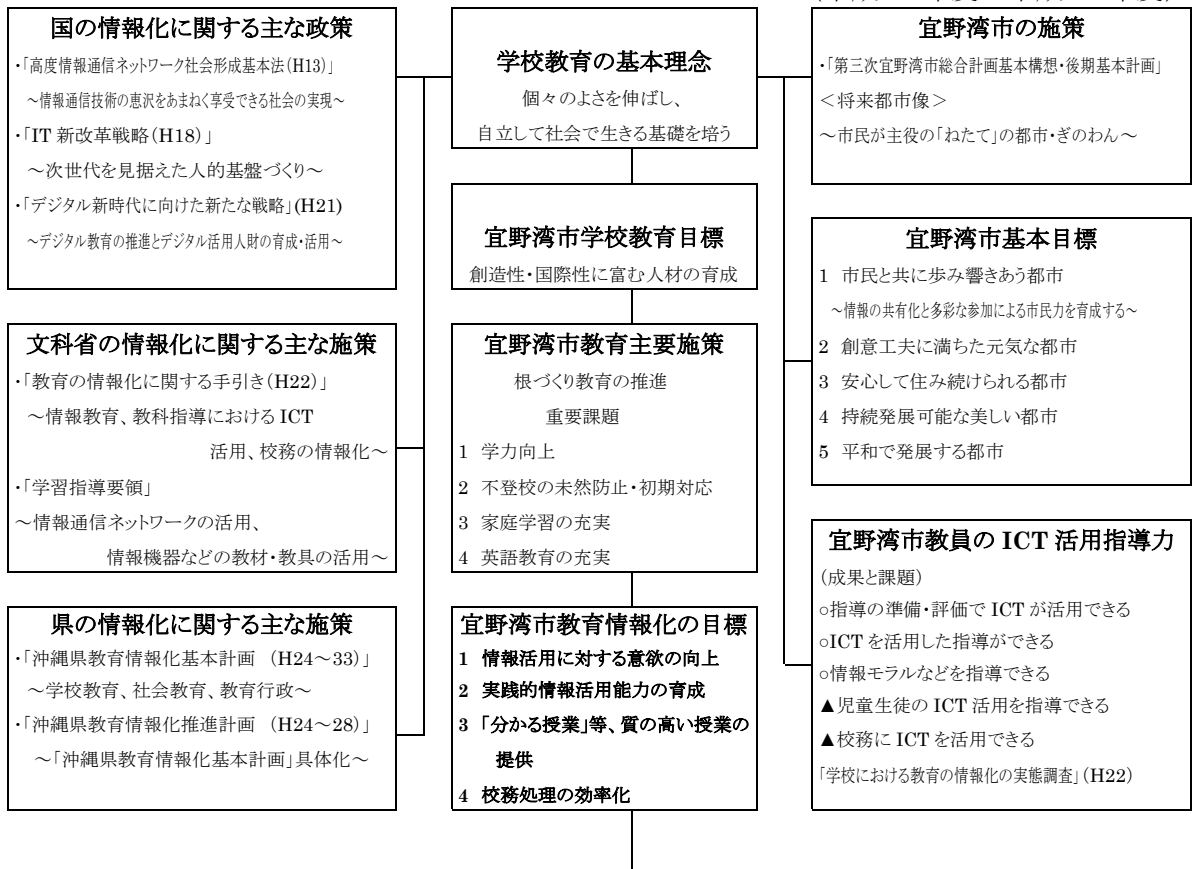 国の情報化に関する主な政策
・「高度情報通信ネットワーク社会形成基本法(H13)」
～情報通信技術の恵沢をあまねく享受できる社会の実現～
・「IT 新改革戦略(H18)」
～次世代を見据えた人的基盤づくり～
・「デジタル新時代に向けた新たな戦略」(H21)
～デジタル教育の推進とデジタル活用人財の育成・活用～
文科省の情報化に関する主な施策
・「教育の情報化に関する手引き(H22)」
～情報教育、教科指導における ICT
活用、校務の情報化～
・「学習指導要領」
～情報通信ネットワークの活用、
情報機器などの教材・教具の活用～
県の情報化に関する主な施策
・「沖縄県教育情報化基本計画 (H24～33)」
～学校教育、社会教育、教育行政～
・「沖縄県教育情報化推進計画 (H24～28)」
～「沖縄県教育情報化基本計画」具体化～
学校教育の基本理念
個々のよさを伸ばし、
自立して社会で生きる基礎を培う
宜野湾市学校教育目標
創造性・国際性に富む人材の育成
宜野湾市教育主要施策
根づくり教育の推進
重要課題
1 学力向上
2 不登校の未然防止・初期対応
3 家庭学習の充実
4 英語教育の充実
宜野湾市教育情報化の目標
1 情報活用に対する意欲の向上
2 実践的情報活用能力の育成
3 「分かる授業」等、質の高い授業の
提供
4 校務処理の効率化
宜野湾市の施策
・「第三次宜野湾市総合計画基本構想・後期基本計画」
＜将来都市像＞
～市民が主役の「ねたて」の都市・ぎのわん～
宜野湾市基本目標
1 市民と共に歩み響きあう都市
～情報の共有化と多彩な参加による市民力を育成する～
2 創意工夫に満ちた元気な都市
3 安心して住み続けられる都市
4 持続発展可能な美しい都市
5 平和で発展する都市
宜野湾市教員の ICT 活用指導力
(成果と課題)
○指導の準備・評価で ICT が活用できる
○ICT を活用した指導ができる
○情報モラルなどを指導できる
▲児童生徒の ICT 活用を指導できる
▲校務に ICT を活用できる
「学校における教育の情報化の実態調査」(H22)